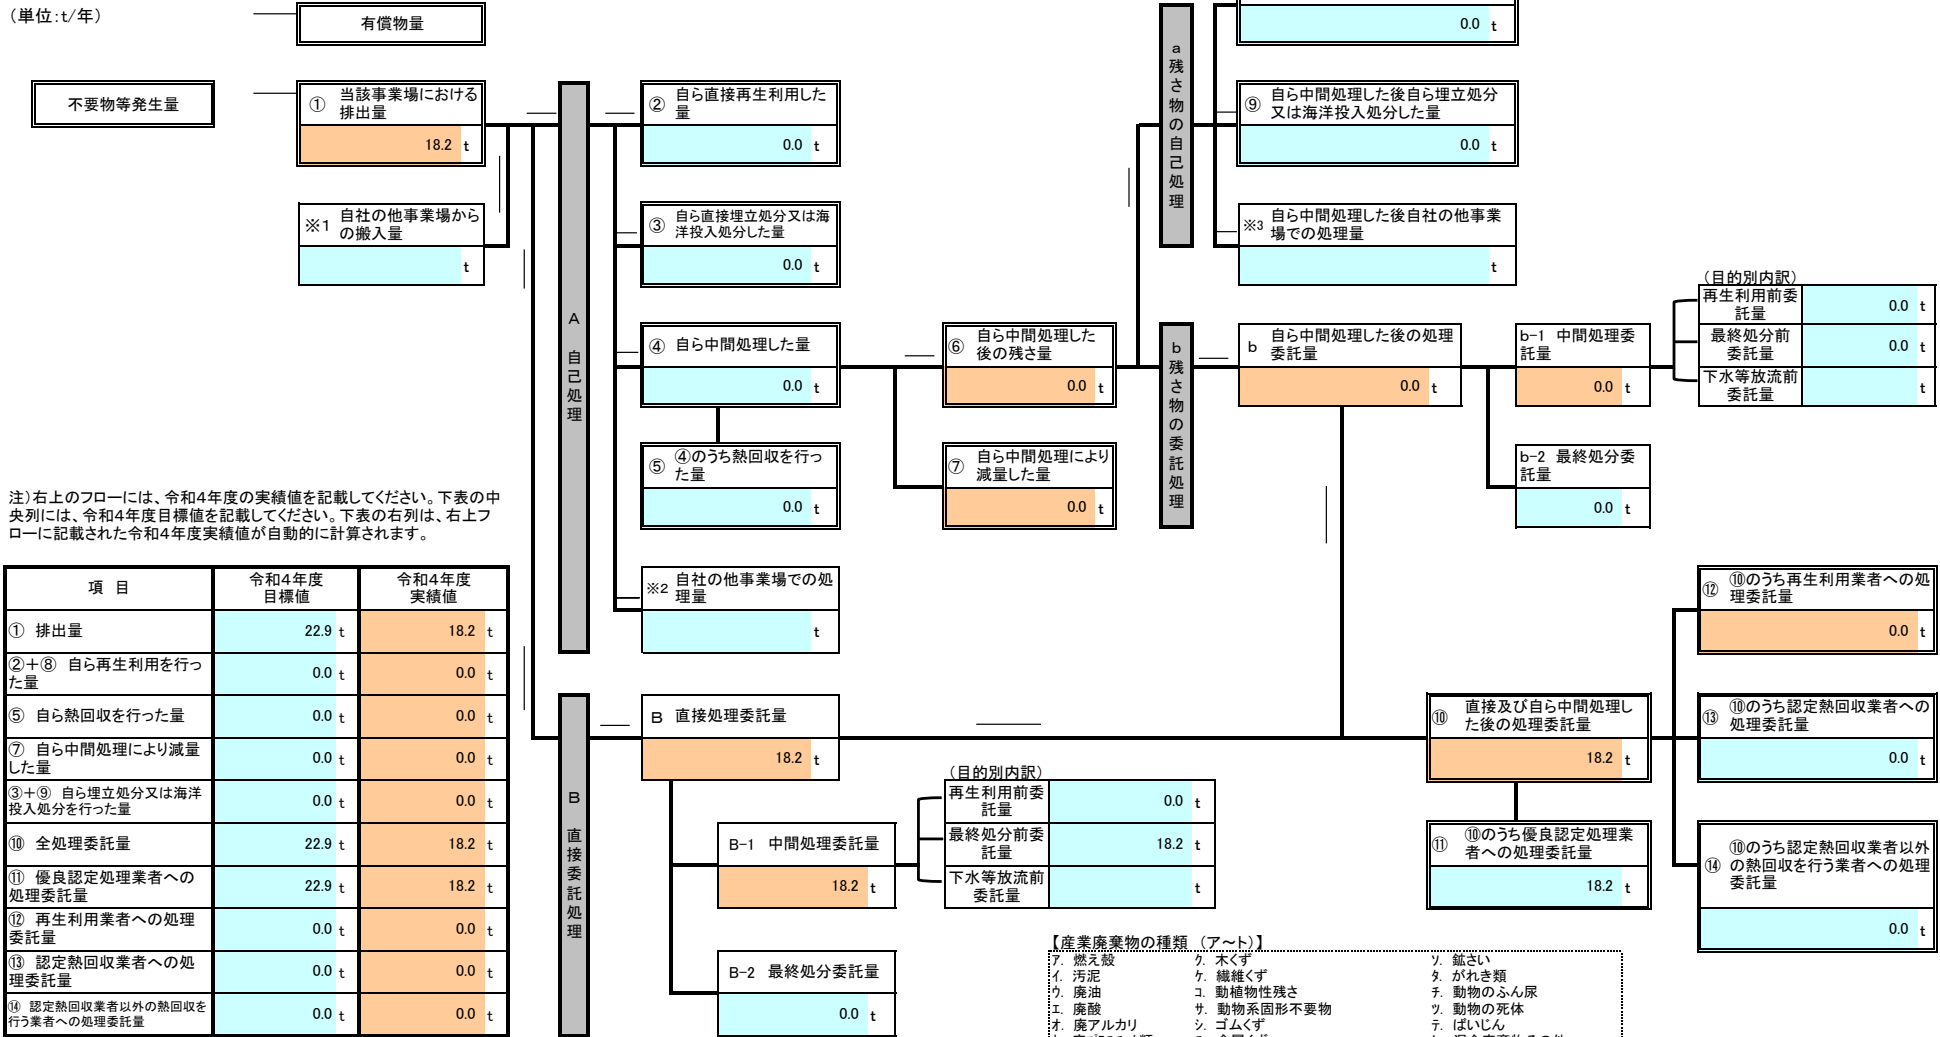 （単位:ｔ/年）
有償物量
0.0 t
不要物等発生量
① 当該事業場における
排出量
18.2 t
② 自ら直接再生利用した
量
0.0 t
a 残さ物の自己処理
⑨ 自ら中間処理した後自ら埋立処分
又は海洋投入処分した量
0.0 t
※1 自社の他事業場から
の搬入量
t
③ 自ら直接埋立処分又は海
洋投入処分した量
0.0 t
※3 自ら中間処理した後自社の他事業
場での処理量
t
A 自己処理
④ 自ら中間処理した量
0.0 t
⑥ 自ら中間処理した
後の残さ量
0.0 t
b 残さ物の委託処理
b 自ら中間処理した後の処理
委託量
0.0 t
b-1 中間処理委
託量
0.0 t
（目的別内訳）
再生利用前委
託量
0.0 t
最終処分前
委託量
0.0 t
下水等放流前
委託量
t
⑤ ④のうち熱回収を行っ
た量
0.0 t
⑦ 自ら中間処理により
減量した量
0.0 t
b-2 最終処分委
託量
0.0 t
注）右上のフローには、令和4年度の実績値を記載してください。下表の中
央列には、令和4年度目標値を記載してください。下表の右列は、右上フ
ローに記載された令和4年度実績値が自動的に計算されます。
※2 自社の他事業場での処
理量
t
項 目
令和4年度
目標値
令和4年度
実績値
① 排出量
22.9 t
18.2 t
②＋⑧ 自ら再生利用を行っ
た量
0.0 t
0.0 t
⑤ 自ら熱回収を行った量
0.0 t
0.0 t
⑦ 自ら中間処理により減量
した量
0.0 t
0.0 t
③＋⑨ 自ら埋立処分又は海洋
投入処分を行った量
0.0 t
0.0 t
⑩ 全処理委託量
22.9 t
18.2 t
⑪ 優良認定処理業者への
処理委託量
22.9 t
18.2 t
⑫ 再生利用業者への処理
委託量
0.0 t
0.0 t
⑬ 認定熱回収業者への処
理委託量
0.0 t
0.0 t
⑭ 認定熱回収業者以外の熱回収を
行う業者への処理委託量
0.0 t
0.0 t
B 直接委託処理
B 直接処理委託量
18.2 t
B-1 中間処理委託量
18.2 t
（目的別内訳）
再生利用前委
託量
0.0 t
最終処分前委
託量
18.2 t
下水等放流前
委託量
t
B-2 最終処分委託量
0.0 t
⑩ 直接及び自ら中間処理し
た後の処理委託量
18.2 t
⑪ ⑩のうち優良認定処理業
者への処理委託量
18.2 t
⑫ ⑩のうち再生利用業者への処
理委託量
0.0 t
⑬ ⑩のうち認定熱回収業者への
処理委託量
0.0 t
⑭ ⑩のうち認定熱回収業者以外
の熱回収を行う業者への処理
委託量
0.0 t
【産業廃棄物の種類 （ア～ト）】
ア. 燃え殻
イ. 汚泥
ウ. 廃油
エ. 廃酸
オ. 廃アルカリ
ク. 木くず
ケ. 繊維くず
コ. 動植物性残さ
サ. 動物系固形不要物
シ. ゴムくず
ソ. 鉱さい
タ. がれき類
チ. 動物のふん尿
ツ. 動物の死体
テ. ばいじん